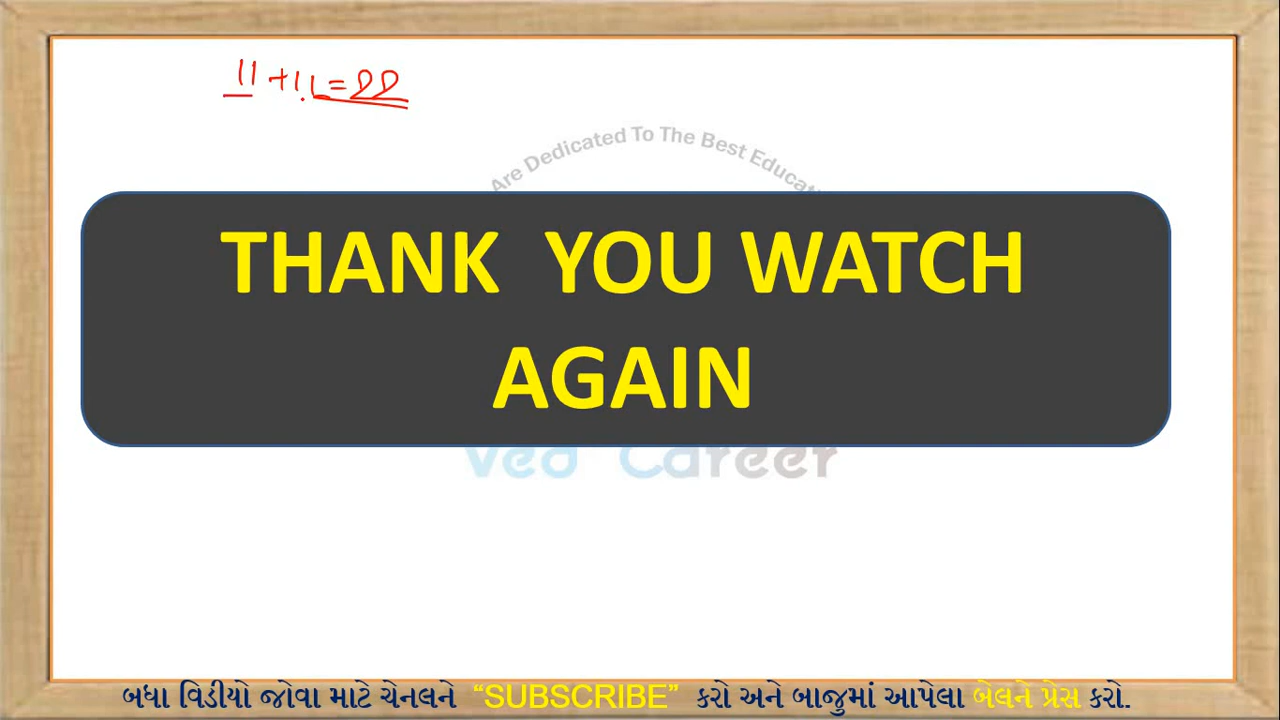 11 + 11 = 22
Are Dedicated To The Best Educati
THANK YOU WATCH
AGAIN
Ved Career
બધા વિડીયો જોવા માટે ચેનલને “SUBSCRIBE” કરો અને બાજુમાં આપેલા બેલને પ્રેસ કરો.